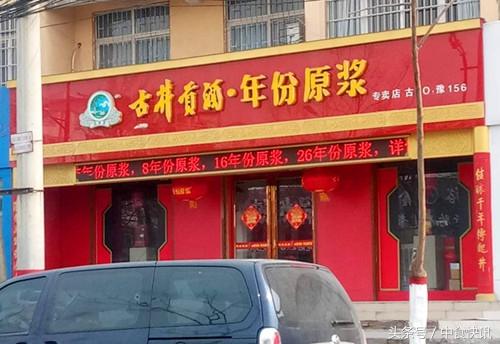 古井贡酒·年份原浆
专卖店 古
O:豫156
年份原浆，8年份原浆，16年份原浆，26年份原浆，详
头条号 / 中食快讯